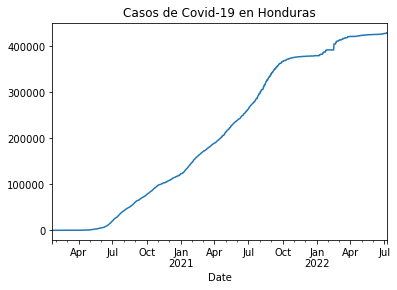 Casos de Covid-19 en Honduras
400000
300000
200000
100000
0
Apr Jul Oct Jan Apr Jul Oct Jan Apr Jul
2021 2022
Date